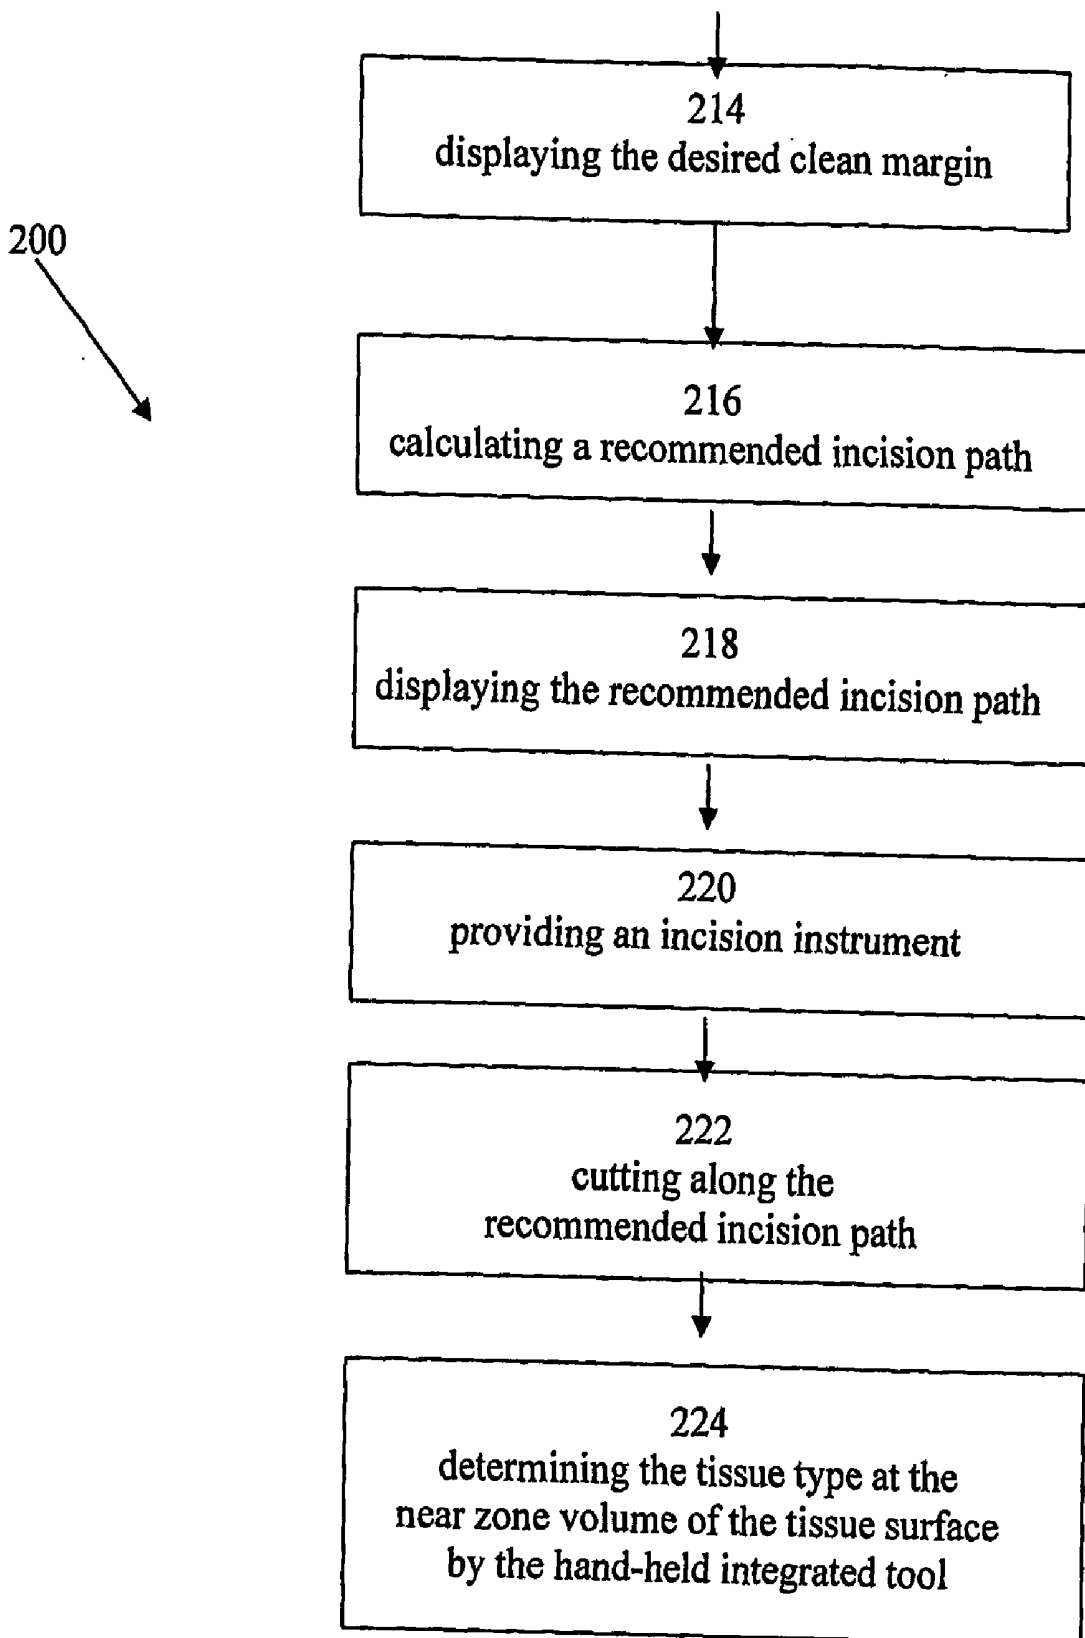 214
displaying the desired clean margin
200
216
calculating a recommended incision path
218
displaying the recommended incision path
220
providing an incision instrument
222
cutting along the
recommended incision path
224
determining the tissue type at the
near zone volume of the tissue surface
by the hand-held integrated tool